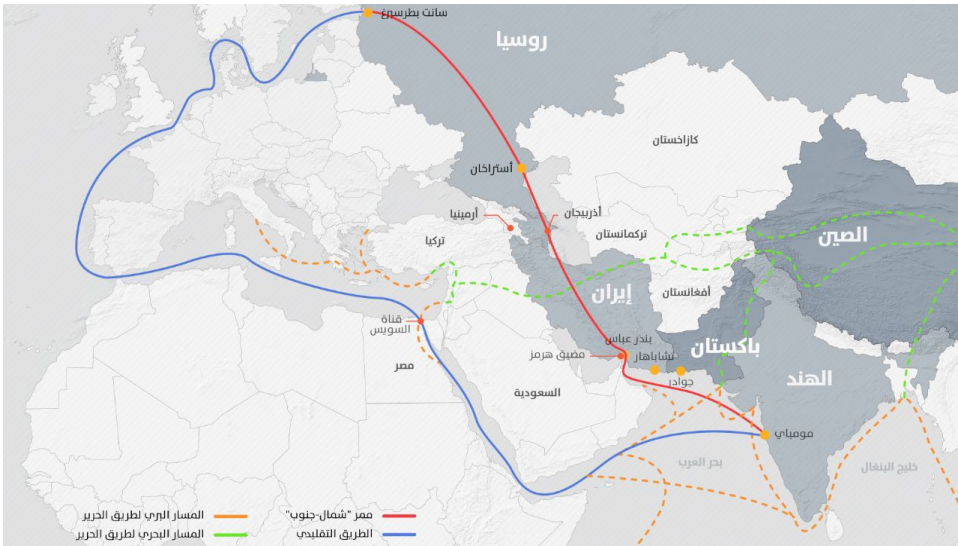 سانت بطرسبرغ
روسيا
كازاخستان
أستراخان
أذربيجان
أرمينيا
تركمانستان
تركيا
الصين
أفغانستان
إيران
قناة
السويس
بندر عباس
باكستان
مضيق هرمز
تشاباهار
مصر
جوادر
الهند
السعودية
مومباي
بحر العرب
خليج البنغال
ممر "شمال-جنوب"
المسار البري لطريق الحرير
الطريق التقليدي
المسار البحري لطريق الحرير